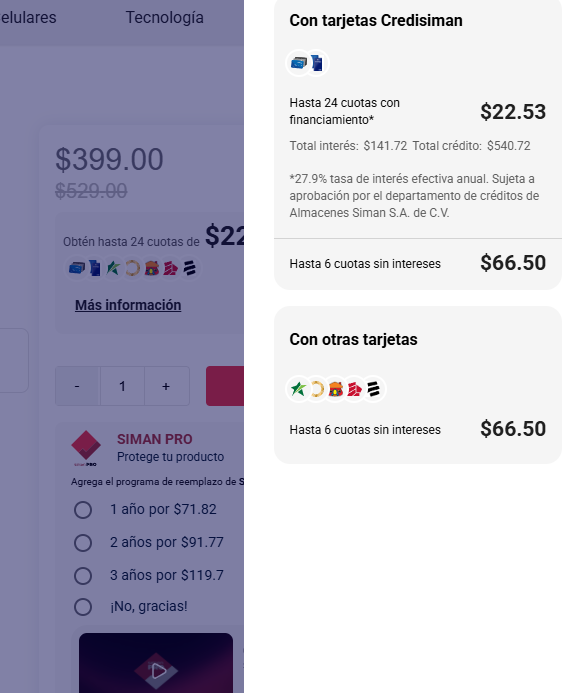 elulares
Tecnología
$399.00
$529.00
Obtén hasta 24 cuotas de $22
Más información
-
1
+
SIMAN PRO
Protege tu producto
Agrega el programa de reemplazo de S
1 año por $71.82
2 años por $91.77
3 años por $119.7
¡No, gracias!
Con tarjetas Credisiman
Hasta 24 cuotas con
financiamiento*
$22.53
Total interés: $141.72 Total crédito: $540.72
*27.9% tasa de interés efectiva anual. Sujeta a
aprobación por el departamento de créditos de
Almacenes Siman S.A. de C.V.
Hasta 6 cuotas sin intereses
$66.50
Con otras tarjetas
Hasta 6 cuotas sin intereses
$66.50